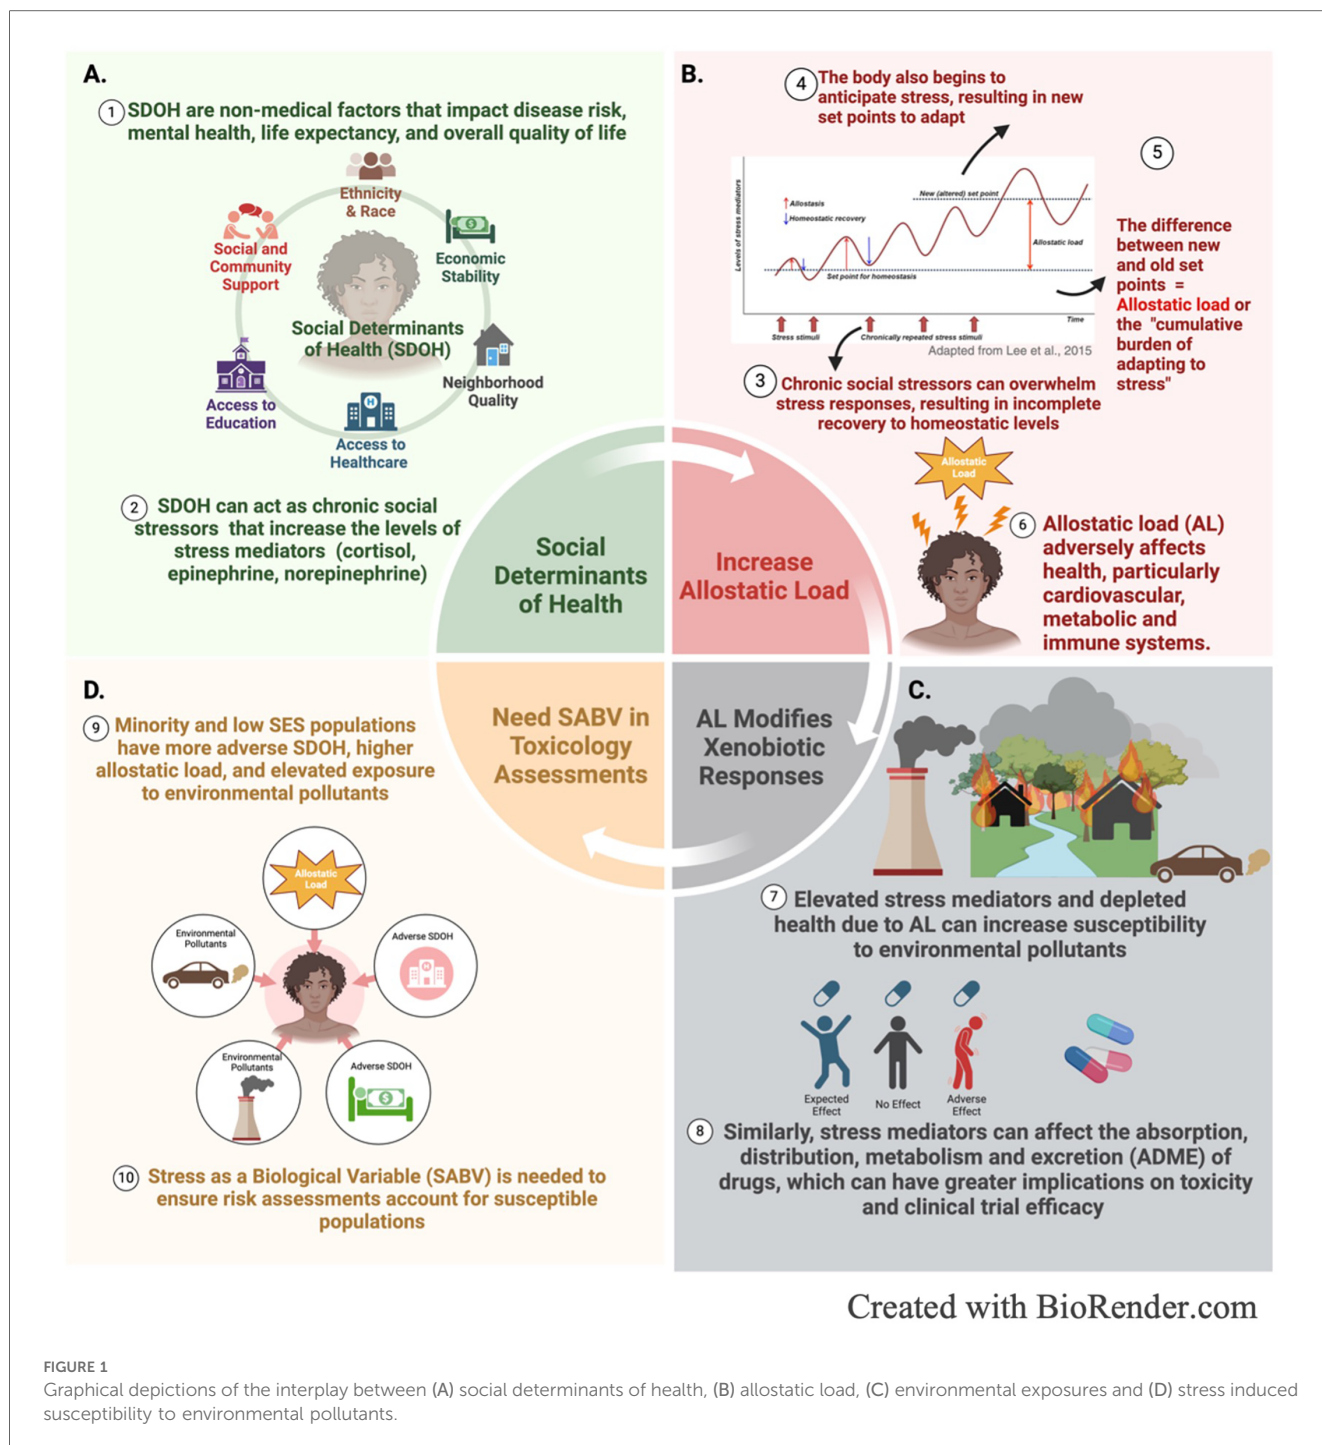 A.
1
SDOH are non-medical factors that impact disease risk,
mental health, life expectancy, and overall quality of life
Ethnicity
& Race
Social and
Community
Support
Economic
Stability
Social Determinants
of Health (SDOH)
Neighborhood
Quality
Access to
Education
H
Access to
Healthcare
2
SDOH can act as chronic social
stressors that increase the levels of
stress mediators (cortisol,
epinephrine, norepinephrine)
Social
Determinants
of Health
B.
4
The body also begins to
anticipate stress, resulting in new
set points to adapt
5
The difference
between new
and old set
points =
Allostatic load or
the "cumulative
burden of
adapting to
stress"
Levels of stress mediators
Allostasis
Homeostatic recovery
New (altered) set point
Allostatic load
Set point for homeostasis
Time
Stress stimuli
Chronically repeated stress stimuli
Adapted from Lee et al., 2015
3
Chronic social stressors can overwhelm
stress responses, resulting in incomplete
recovery to homeostatic levels
Allostatic
Load
6
Allostatic load (AL)
adversely affects
health, particularly
cardiovascular,
metabolic and
immune systems.
Increase
Allostatic Load
C.
AL Modifies
Xenobiotic
Responses
7
Elevated stress mediators and depleted
health due to AL can increase susceptibility
to environmental pollutants
Expected
Effect
No Effect
Adverse
Effect
8
Similarly, stress mediators can affect the absorption,
distribution, metabolism and excretion (ADME) of
drugs, which can have greater implications on toxicity
and clinical trial efficacy
D.
Need SABV in
Toxicology
Assessments
9
Minority and low SES populations
have more adverse SDOH, higher
allostatic load, and elevated exposure
to environmental pollutants
Allostatic
Load
Environmental
Pollutants
Adverse SDOH
H
Environmental
Pollutants
Adverse SDOH
$
10
Stress as a Biological Variable (SABV) is needed to
ensure risk assessments account for susceptible
populations
Created with BioRender.com
FIGURE 1
Graphical depictions of the interplay between (A) social determinants of health, (B) allostatic load, (C) environmental exposures and (D) stress induced
susceptibility to environmental pollutants.